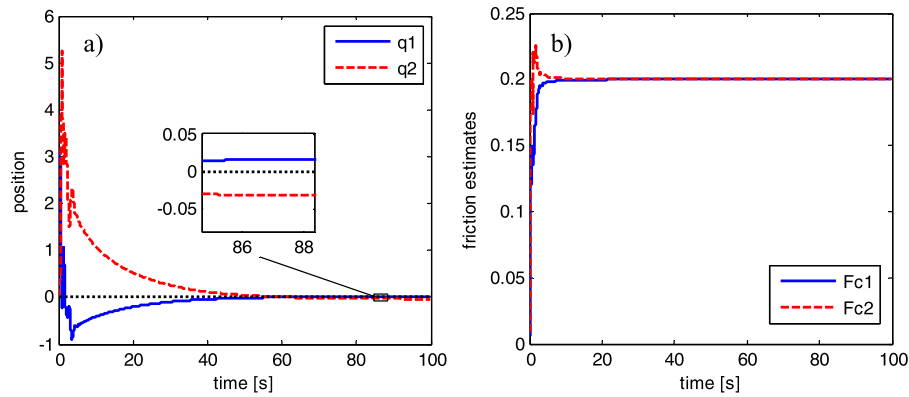 a)
q1
q2
6
5
4
3
2
1
0
-1
position
0.05
0
-0.05
86 88
0 20 40 60 80 100
time [s]
b)
0.25
0.2
0.15
0.1
0.05
0
friction estimates
Fc1
Fc2
0 20 40 60 80 100
time [s]